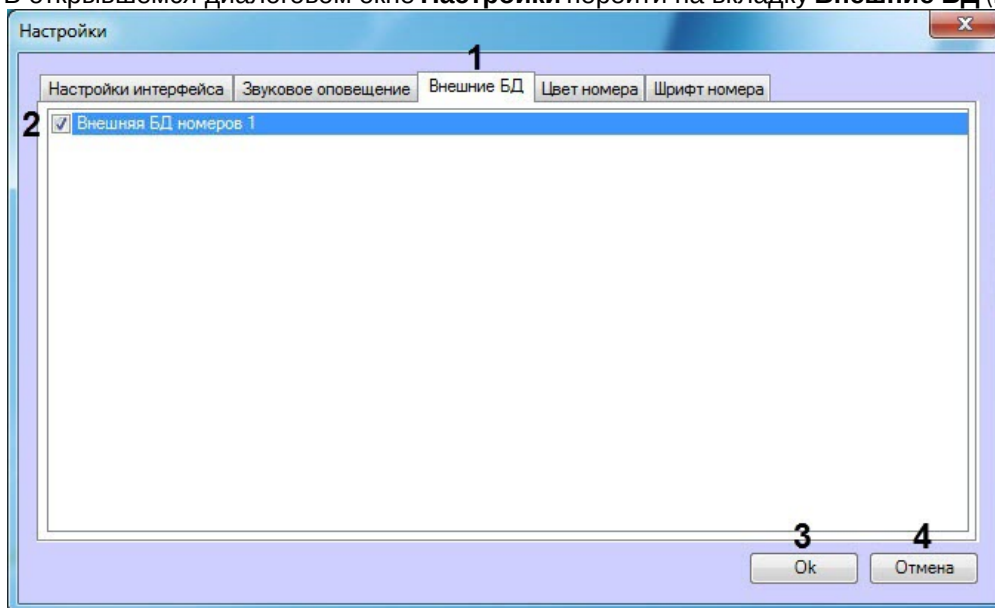 В открывшемся диалоговом окне Настройки перейти на вкладку Внешние БД (
Настройки
1
Настройки интерфейса Звуковое оповещение Внешние БД Цвет номера Шрифт номера
2 Внешняя БД номеров 1
3 4
Ok Отмена